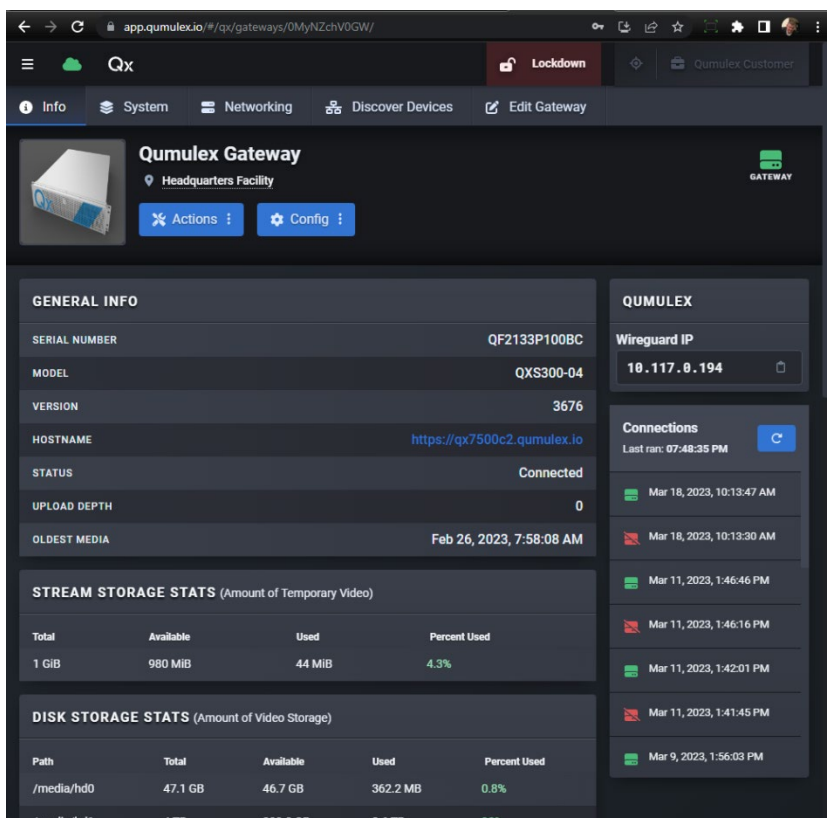 app.qumulex.io/#/qx/gateways/0MyNZchV0GW/
Qx
Lockdown
Qumulex Customer
Info System Networking Discover Devices Edit Gateway
Qumulex Gateway
Headquarters Facility
GATEWAY
Actions
Config
GENERAL INFO
SERIAL NUMBER QF2133P100BC
MODEL QXS300-04
VERSION 3676
HOSTNAME https://qx7500c2.qumulex.io
STATUS Connected
UPLOAD DEPTH 0
OLDEST MEDIA Feb 26, 2023, 7:58:08 AM
STREAM STORAGE STATS (Amount of Temporary Video)
Total Available Used Percent Used
1 GiB 980 MiB 44 MiB 4.3%
DISK STORAGE STATS (Amount of Video Storage)
Path Total Available Used Percent Used
/media/hd0 47.1 GB 46.7 GB 362.2 MB 0.8%
QUMULEX
Wireguard IP
10.117.0.194
Connections
Last ran: 07:48:35 PM
Mar 18, 2023, 10:13:47 AM
Mar 18, 2023, 10:13:30 AM
Mar 11, 2023, 1:46:46 PM
Mar 11, 2023, 1:46:16 PM
Mar 11, 2023, 1:42:01 PM
Mar 11, 2023, 1:41:45 PM
Mar 9, 2023, 1:56:03 PM